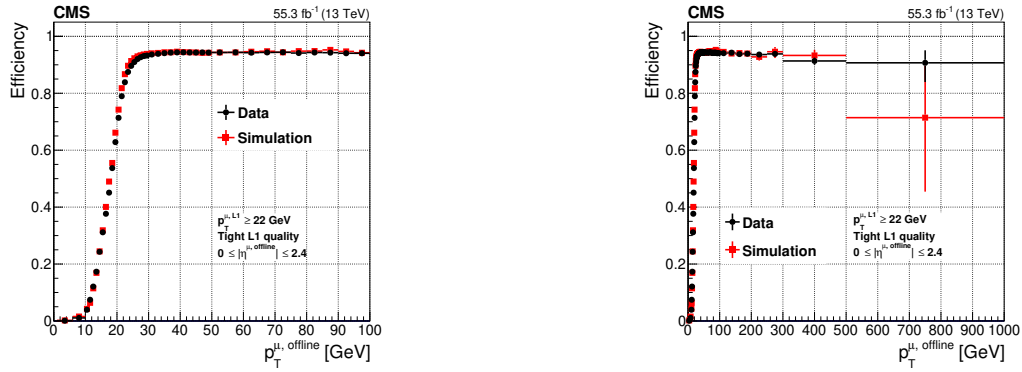 CMS 55.3 fb⁻¹ (13 TeV)
Efficiency
1
0.8
0.6
0.4
0.2
0
Data
Simulation
p_T^{μ, L1} ≥ 22 GeV
Tight L1 quality
0 ≤ |η^{μ, offline}| ≤ 2.4
0 10 20 30 40 50 60 70 80 90 100
p_T^{μ, offline} [GeV]
CMS 55.3 fb⁻¹ (13 TeV)
Efficiency
1
0.8
0.6
0.4
0.2
0
Data
Simulation
p_T^{μ, L1} ≥ 22 GeV
Tight L1 quality
0 ≤ |η^{μ, offline}| ≤ 2.4
0 100 200 300 400 500 600 700 800 900 1000
p_T^{μ, offline} [GeV]